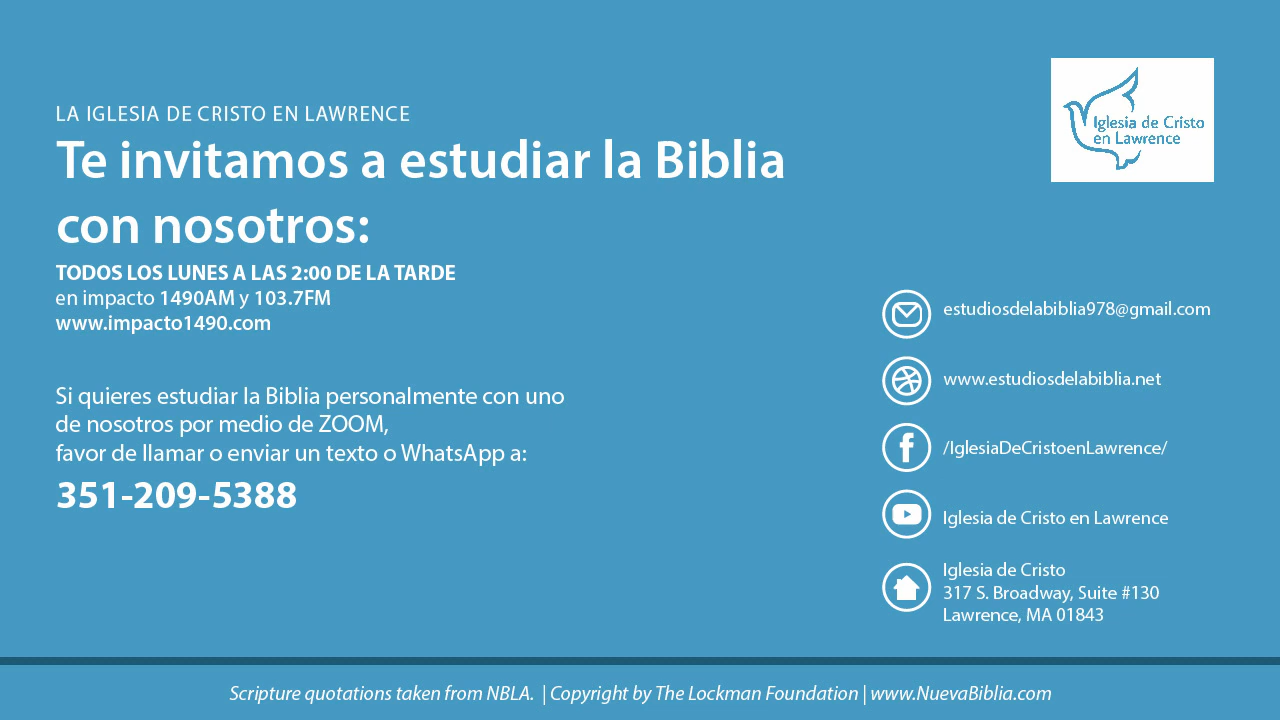 LA IGLESIA DE CRISTO EN LAWRENCE
Te invitamos a estudiar la Biblia
con nosotros:
TODOS LOS LUNES A LAS 2:00 DE LA TARDE
en impacto 1490AM y 103.7FM
www.impacto1490.com
Si quieres estudiar la Biblia personalmente con uno
de nosotros por medio de ZOOM,
favor de llamar o enviar un texto o WhatsApp a:
351-209-5388
Iglesia de Cristo
en Lawrence
estudiosdelabiblia978@gmail.com
www.estudiosdelabiblia.net
/IglesiaDeCristoenLawrence/
Iglesia de Cristo en Lawrence
Iglesia de Cristo
317 S. Broadway, Suite #130
Lawrence, MA 01843
Scripture quotations taken from NBLA. | Copyright by The Lockman Foundation | www.NuevaBiblia.com